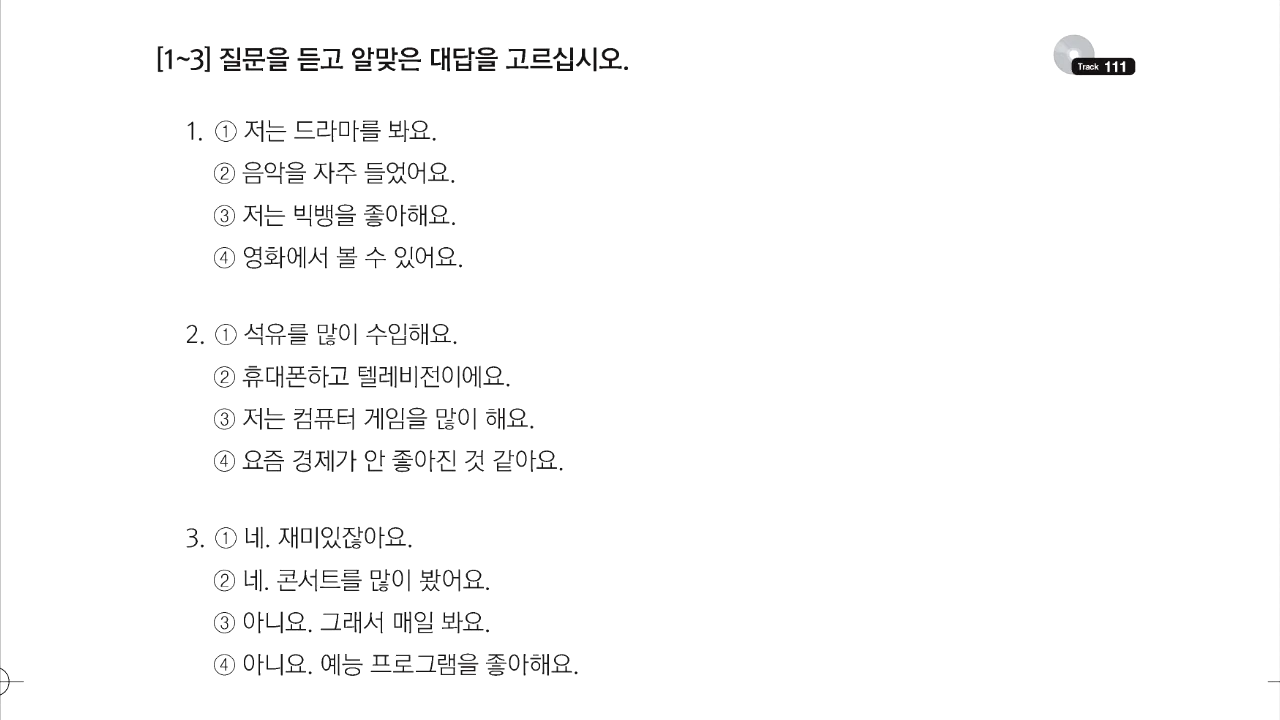 [1~3] 질문을 듣고 알맞은 대답을 고르십시오.
Track 111
1. ① 저는 드라마를 봐요.
② 음악을 자주 들었어요.
③ 저는 빅뱅을 좋아해요.
④ 영화에서 볼 수 있어요.
2. ① 석유를 많이 수입해요.
② 휴대폰하고 텔레비전이에요.
③ 저는 컴퓨터 게임을 많이 해요.
④ 요즘 경제가 안 좋아진 것 같아요.
3. ① 네. 재미있잖아요.
② 네. 콘서트를 많이 봤어요.
③ 아니요. 그래서 매일 봐요.
④ 아니요. 예능 프로그램을 좋아해요.